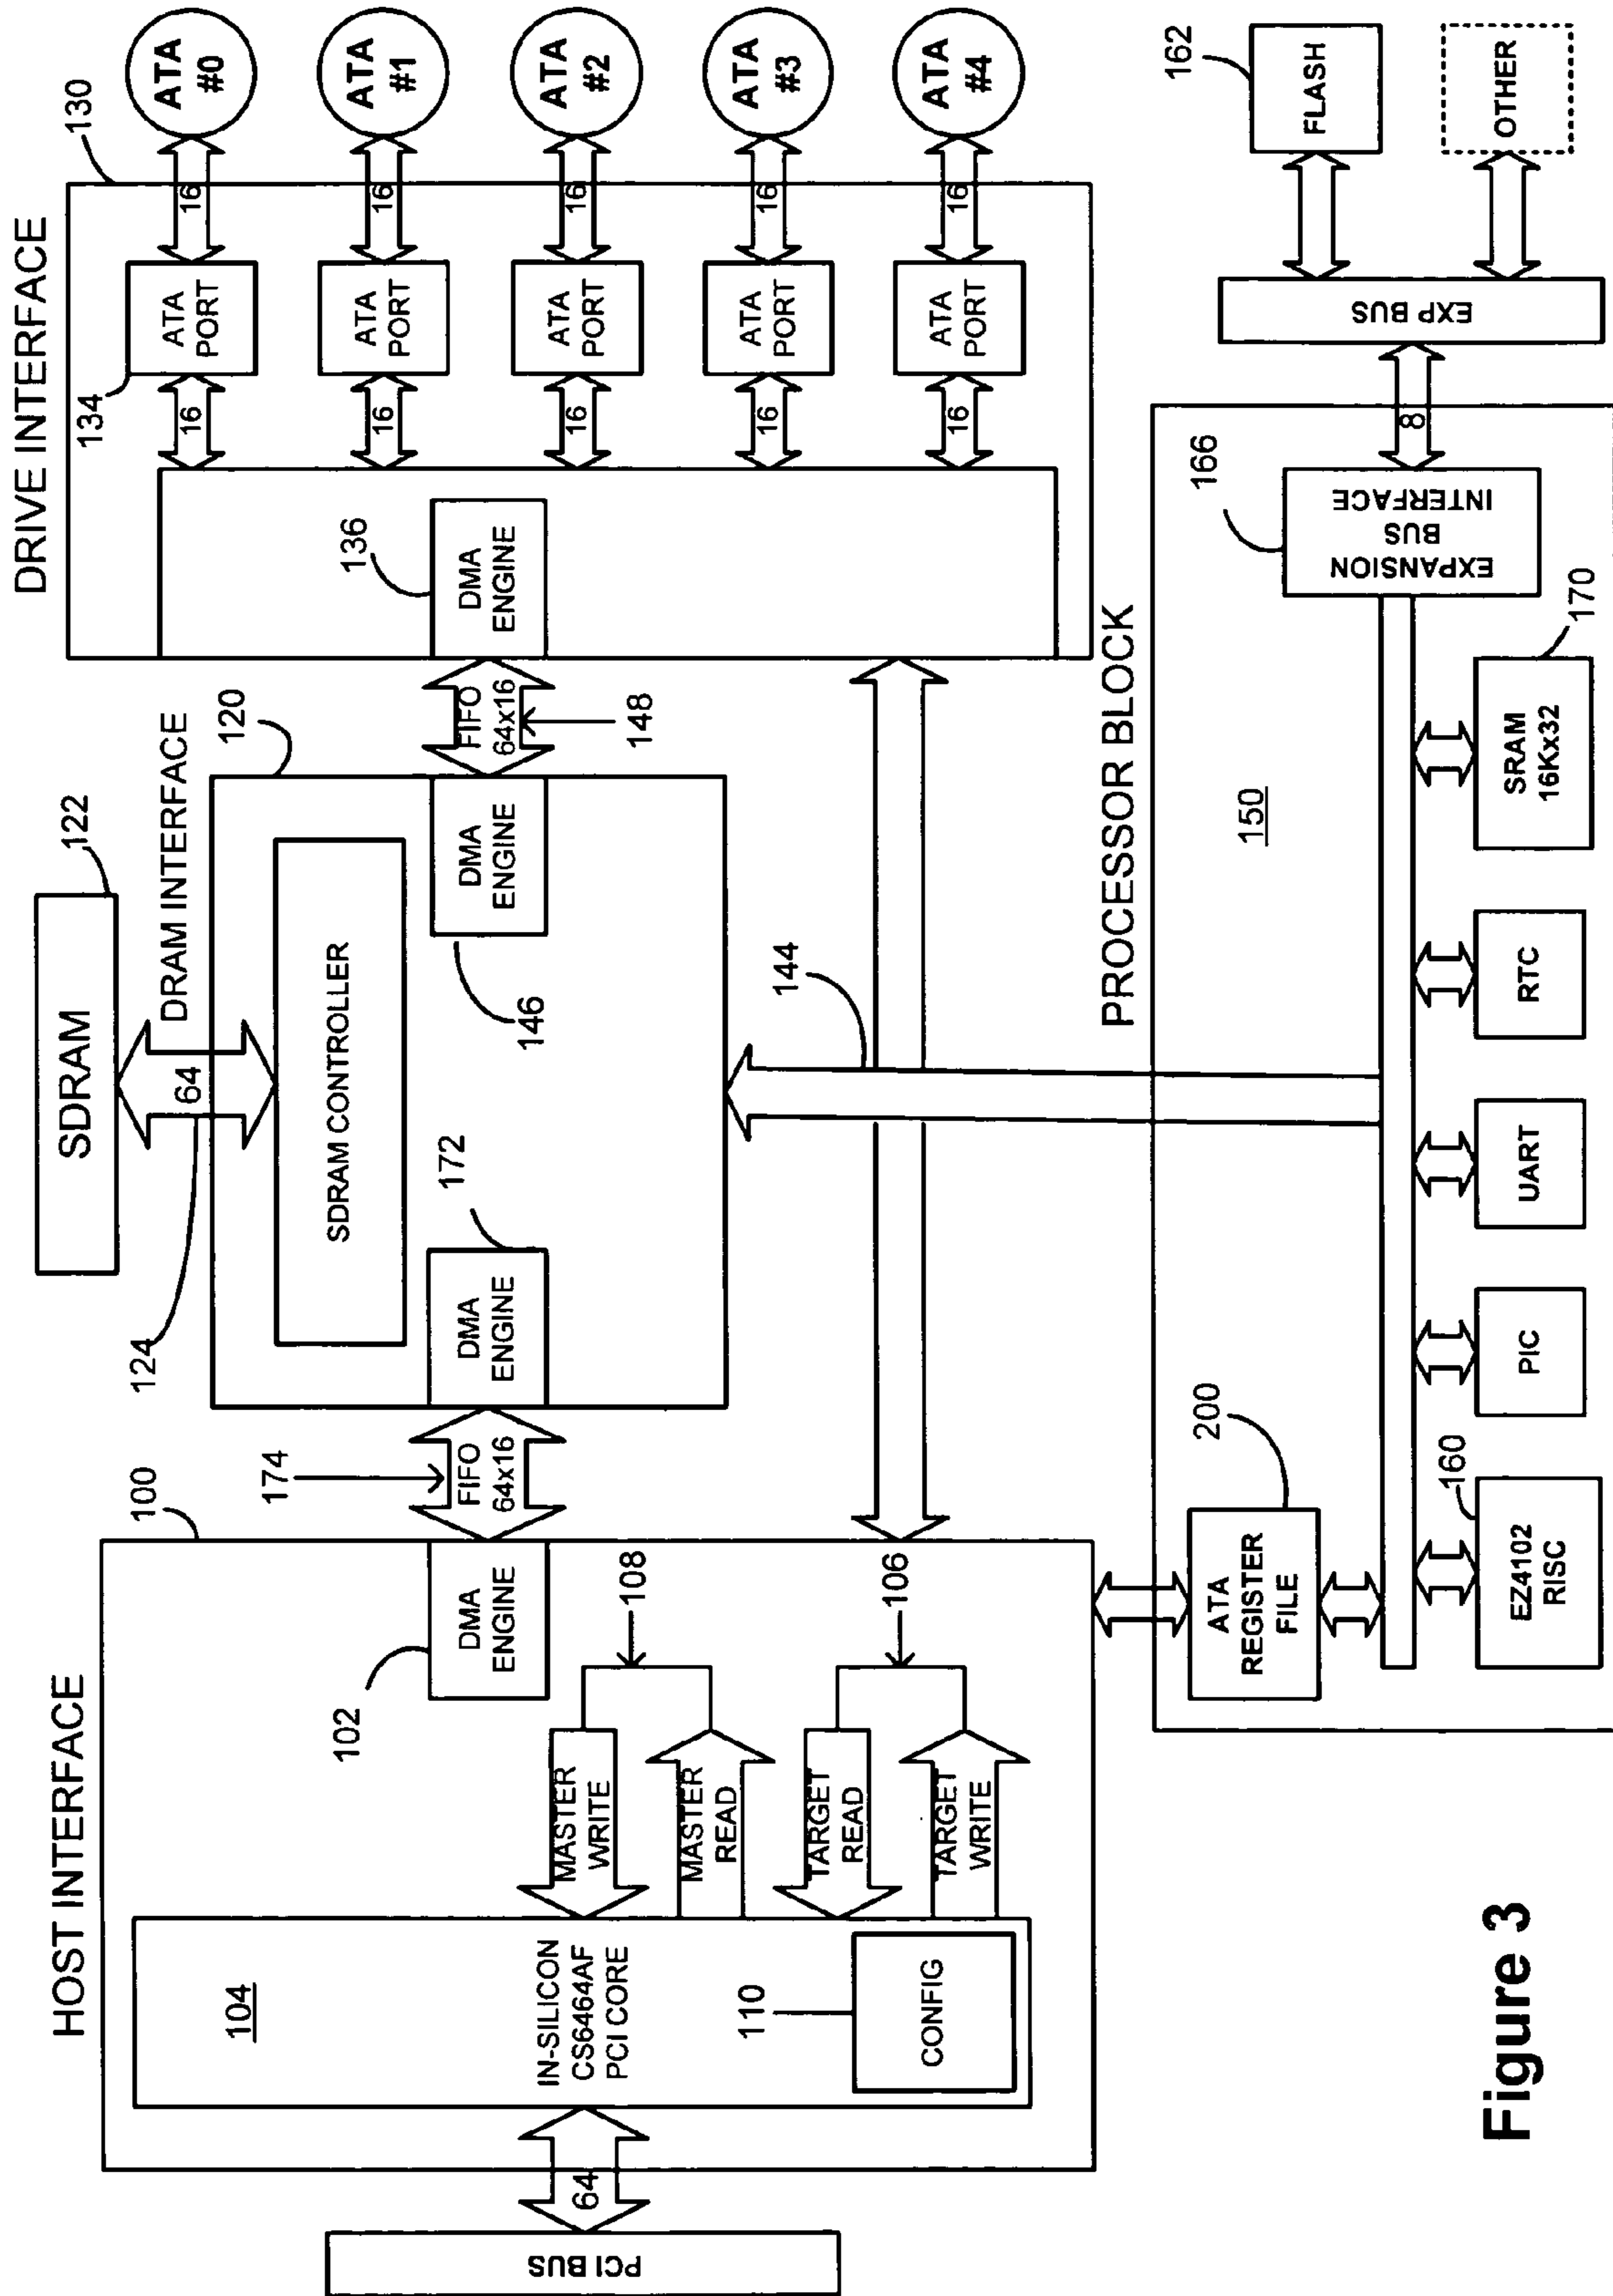 HOST INTERFACE
100
PCI BUS
64
104
IN-SILICON
CS6464AF
PCI CORE
110
CONFIG
102
DMA
ENGINE
MASTER
WRITE
MASTER
READ
108
TARGET
READ
TARGET
WRITE
106
174
FIFO
64x16
SDRAM
122
124
64
DRAM INTERFACE
120
SDRAM CONTROLLER
172
DMA
ENGINE
DMA
ENGINE
146
FIFO
64x16
148
144
DRIVE INTERFACE
130
136
DMA
ENGINE
134
16
ATA
PORT
16
ATA
#0
16
ATA
PORT
16
ATA
#1
16
ATA
PORT
16
ATA
#2
16
ATA
PORT
16
ATA
#3
16
ATA
PORT
16
ATA
#4
PROCESSOR BLOCK
150
200
ATA
REGISTER
FILE
160
EZ4102
RISC
PIC
UART
RTC
SRAM
16Kx32
170
166
EXPANSION
BUS
INTERFACE
8
EXP BUS
162
FLASH
OTHER
Figure 3